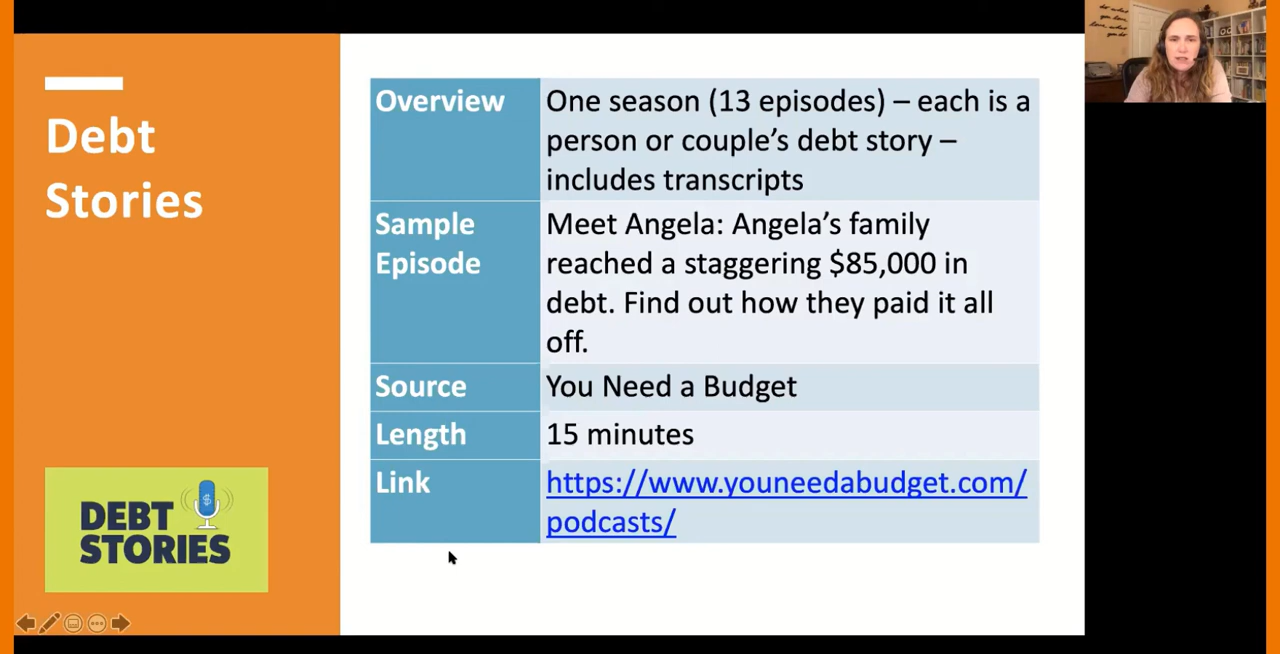 Debt
Stories
Overview
One season (13 episodes) – each is a
person or couple's debt story –
includes transcripts
Sample
Episode
Meet Angela: Angela's family
reached a staggering $85,000 in
debt. Find out how they paid it all
off.
Source
You Need a Budget
Length
15 minutes
Link
https://www.youneedabudget.com/
podcasts/
DEBT
STORIES